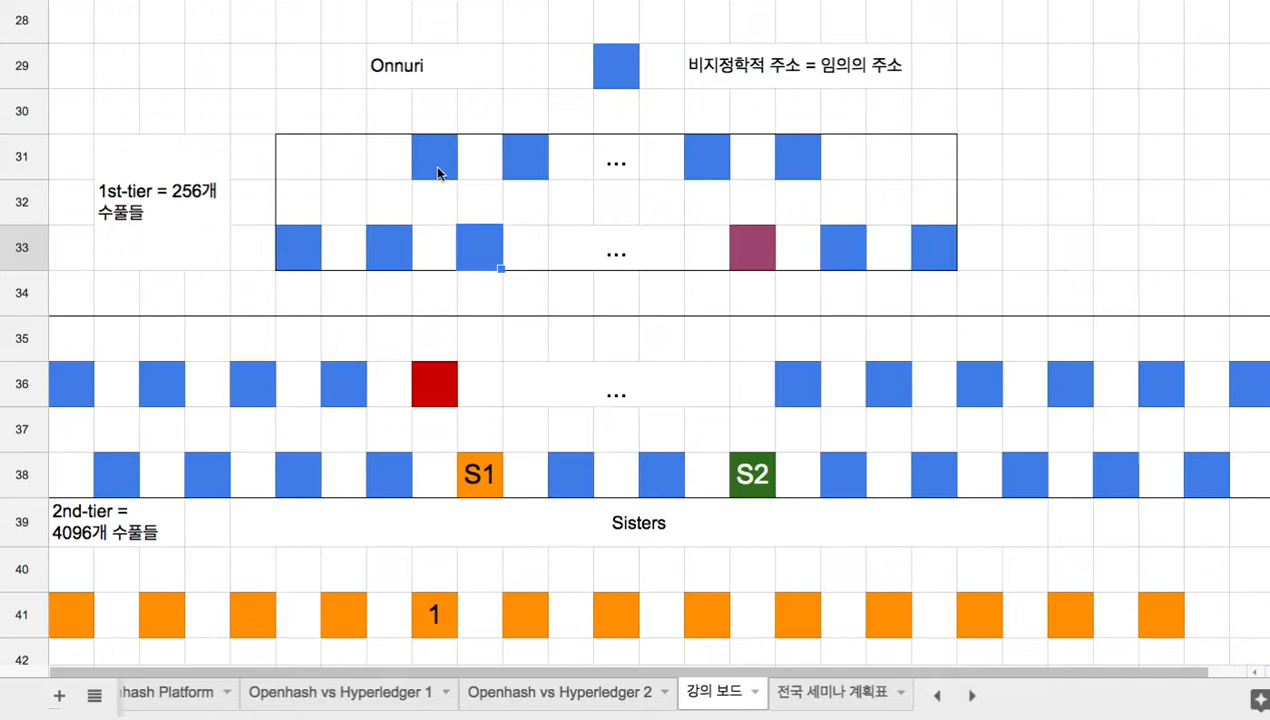 28
29
Onnuri
비지정학적 주소 = 임의의 주소
30
31
...
32
1st-tier = 256개
수풀들
33
...
34
35
36
...
37
38
S1
S2
39
2nd-tier =
4096개 수풀들
Sisters
40
41
1
42
hash Platform
Openhash vs Hyperledger 1
Openhash vs Hyperledger 2
강의 보드
전국 세미나 계획표